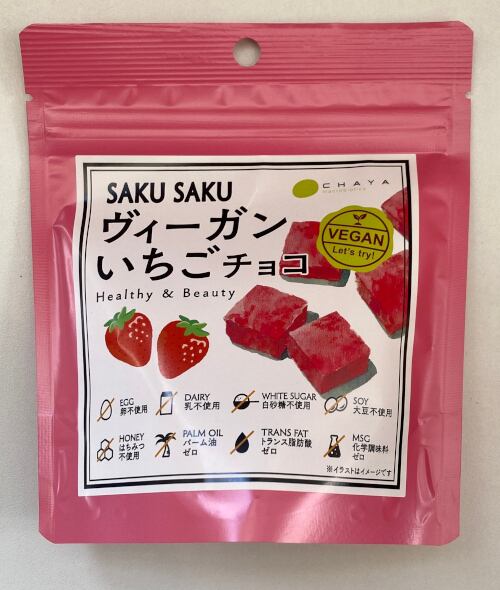 SAKU SAKU
CHAYA
macrobiotics
ヴィーガン
VEGAN
Let's try!
いちごチョコ
Healthy & Beauty
EGG
卵不使用
DAIRY
乳不使用
WHITE SUGAR
白砂糖不使用
SOY
大豆不使用
HONEY
はちみつ
不使用
PALM OIL
パーム油
ゼロ
TRANS FAT
トランス脂肪酸
ゼロ
MSG
化学調味料
ゼロ
※イラストはイメージです